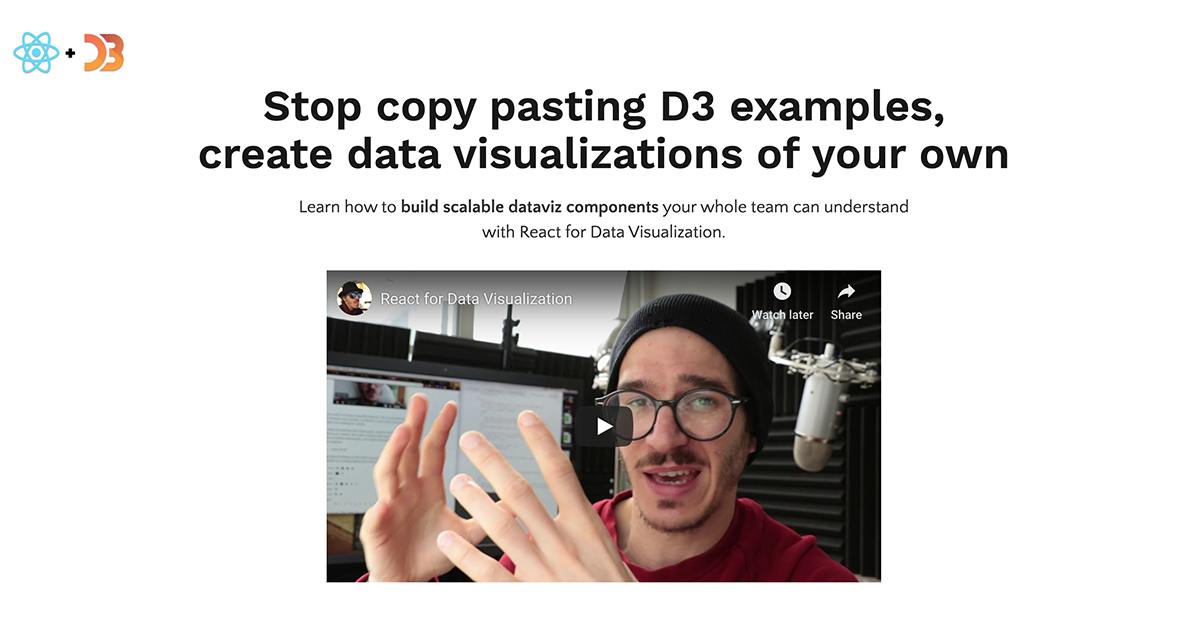 + D3
Stop copy pasting D3 examples,
create data visualizations of your own
Learn how to build scalable dataviz components your whole team can understand
with React for Data Visualization.
React for Data Visualization
Watch later
Share